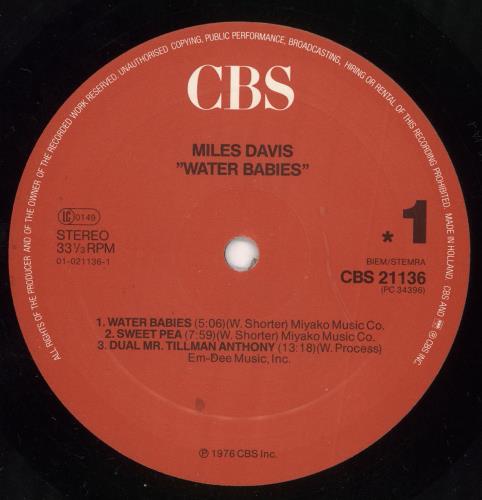 ALL RIGHTS OF THE PRODUCER AND OF THE OWNER OF THE RECORDED WORK RESERVED. UNAUTHORISED COPYING, PUBLIC PERFORMANCE, BROADCASTING, HIRING OR RENTAL OF THIS RECORDING PROHIBITED. MADE IN HOLLAND. CBS AND ARE ® CBS INC.
CBS
MILES DAVIS
"WATER BABIES"
LC 0149
STEREO
33⅓ RPM
01-021136-1
* 1
BIEM/STEMRA
CBS 21136
(PC 34396)
1. WATER BABIES (5:06)(W. Shorter) Miyako Music Co.
2. SWEET PEA (7:59)(W. Shorter) Miyako Music Co.
3. DUAL MR. TILLMAN ANTHONY (13:18)(W. Process)
Em-Dee Music, Inc.
℗ 1976 CBS Inc.